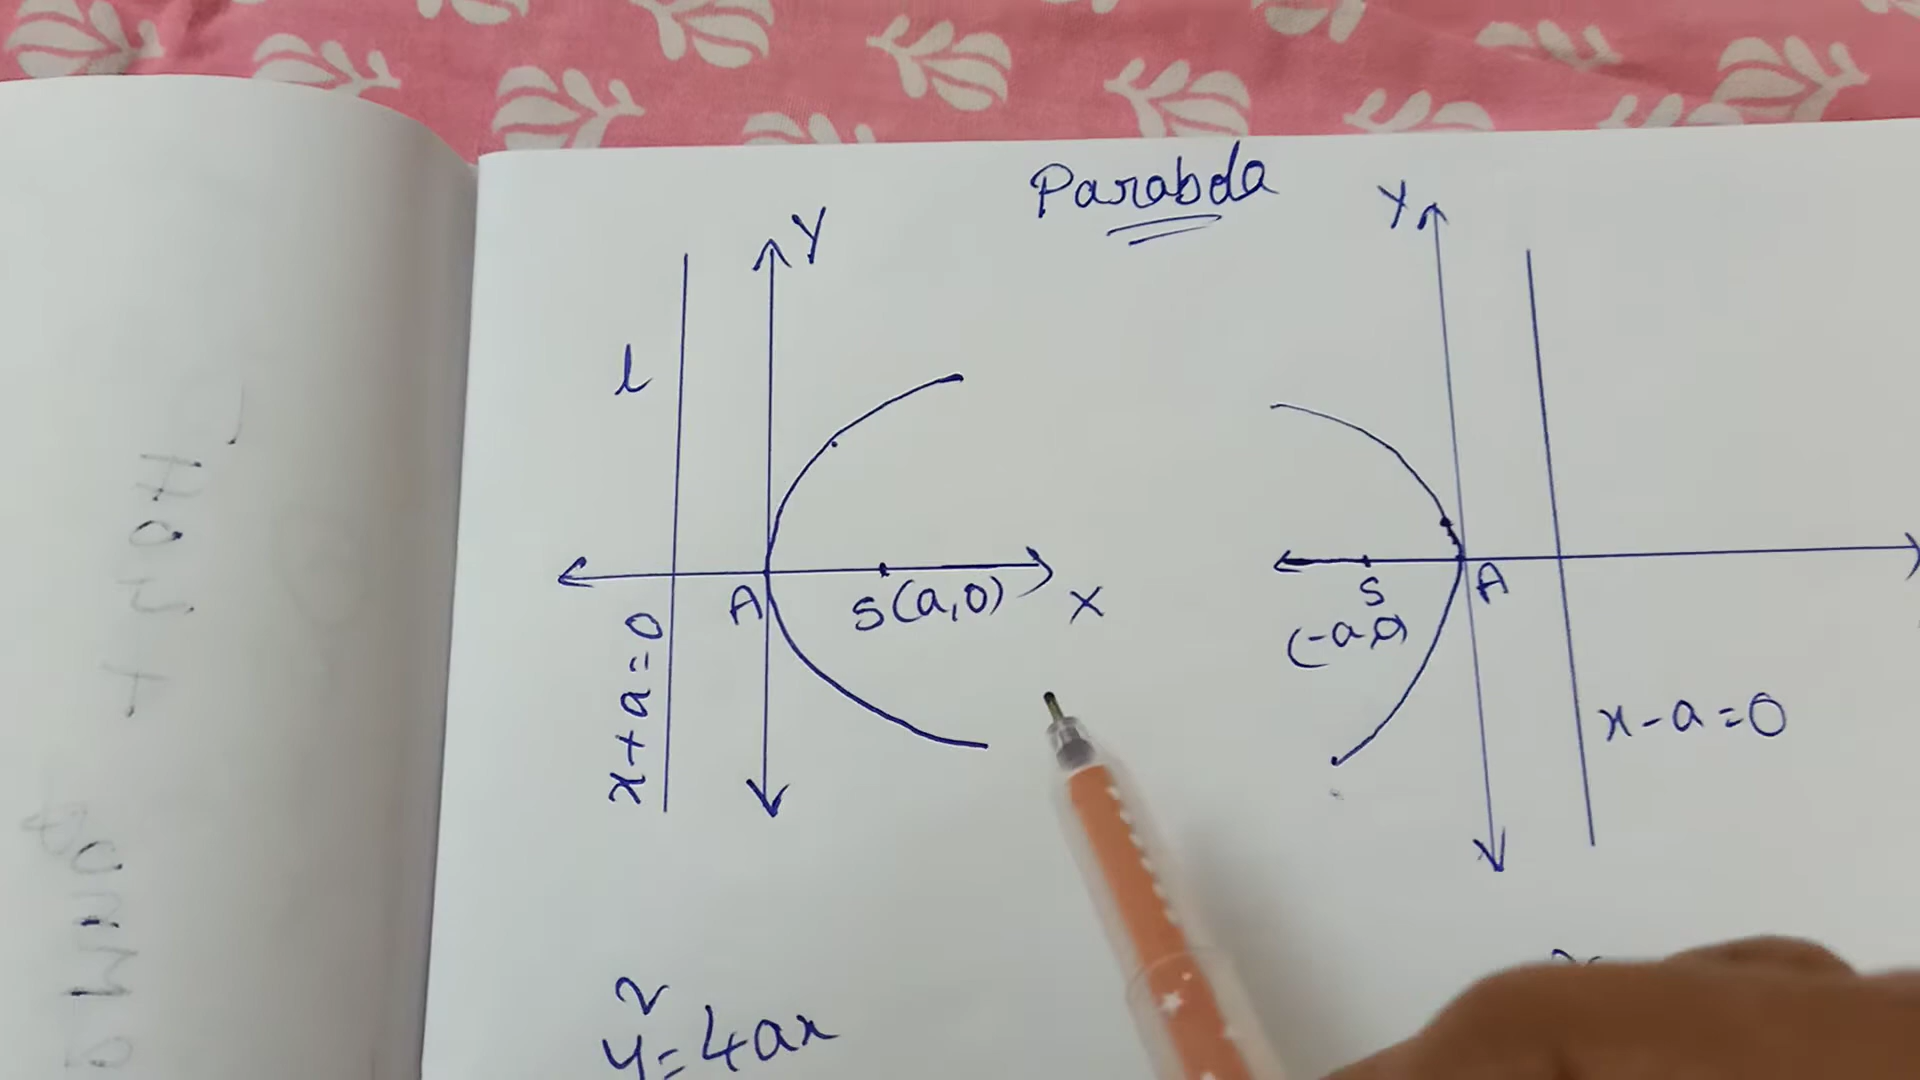 Parabola
Y
l
A
S(a,0)
X
x+a=0
y²=4ax
Y
S
(-a,0)
A
x-a=0